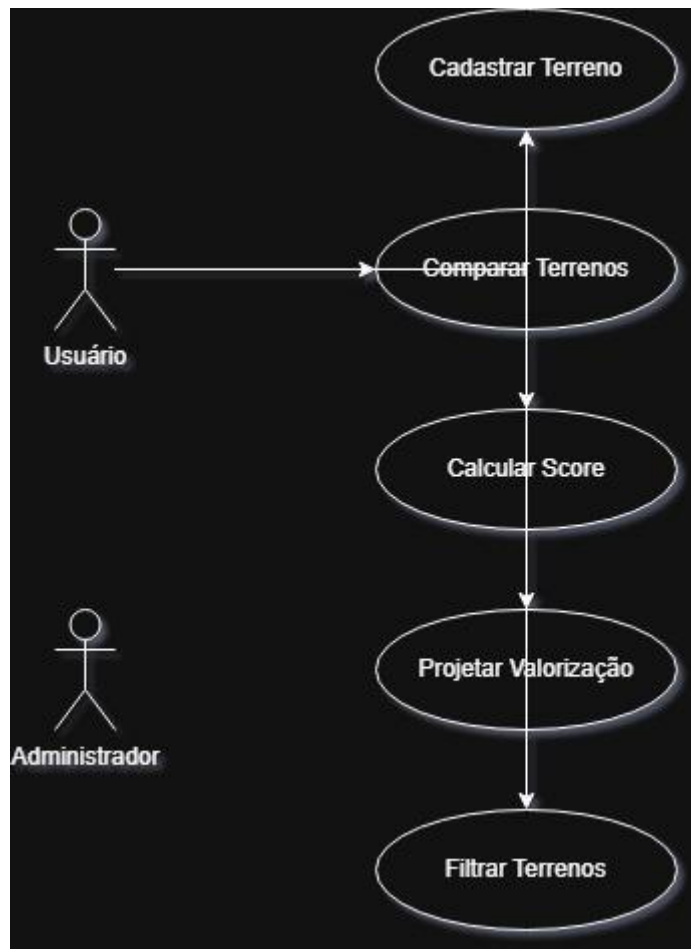 Cadastrar Terreno
Comparar Terrenos
Usuário
Calcular Score
Projetar Valorização
Administrador
Filtrar Terrenos